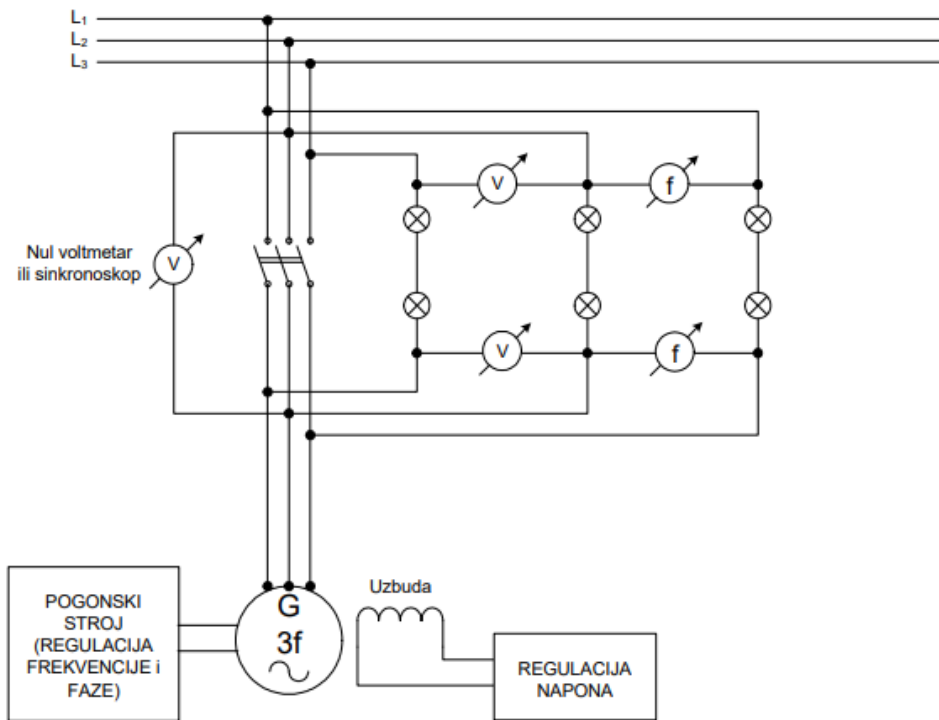 L₁
L₂
L₃
V
f
Nul voltmetar
ili sinkronoskop
V
V
f
POGONSKI
STROJ
(REGULACIJA
FREKVENCIJE i
FAZE)
G
3f
Uzbuda
REGULACIJA
NAPONA